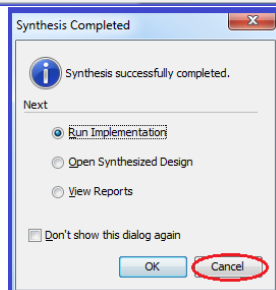 Synthesis Completed
Synthesis successfully completed.
Next
Run Implementation
Open Synthesized Design
View Reports
Don't show this dialog again
OK Cancel